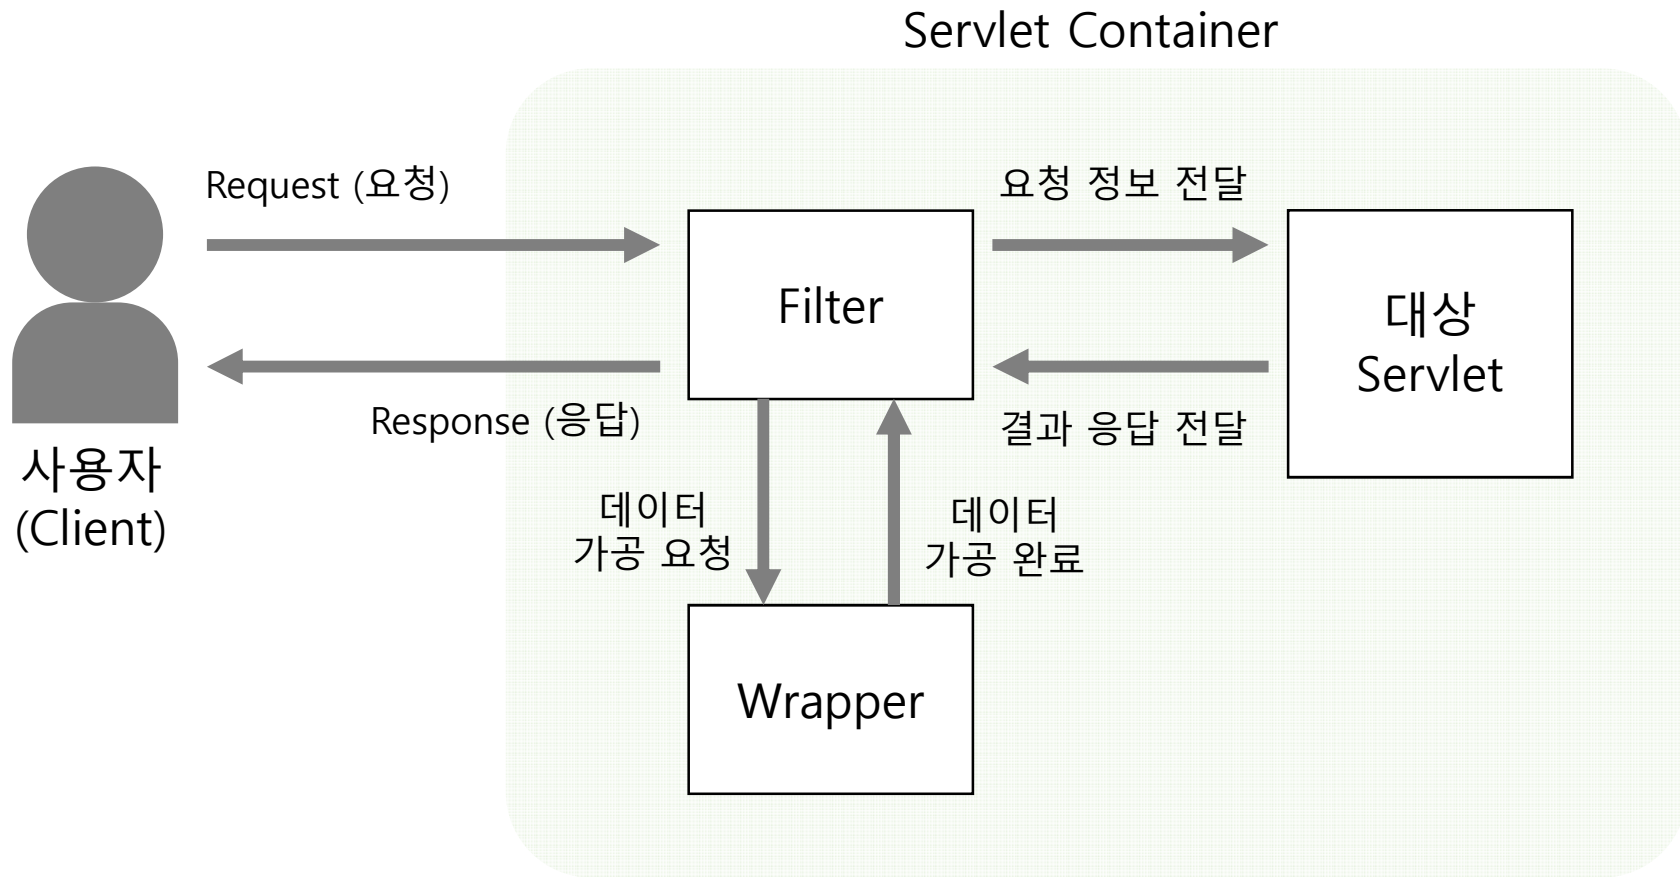 Servlet Container
Request (요청)
요청 정보 전달
Filter
대상
Servlet
Response (응답)
결과 응답 전달
사용자
(Client)
데이터
가공 요청
데이터
가공 완료
Wrapper